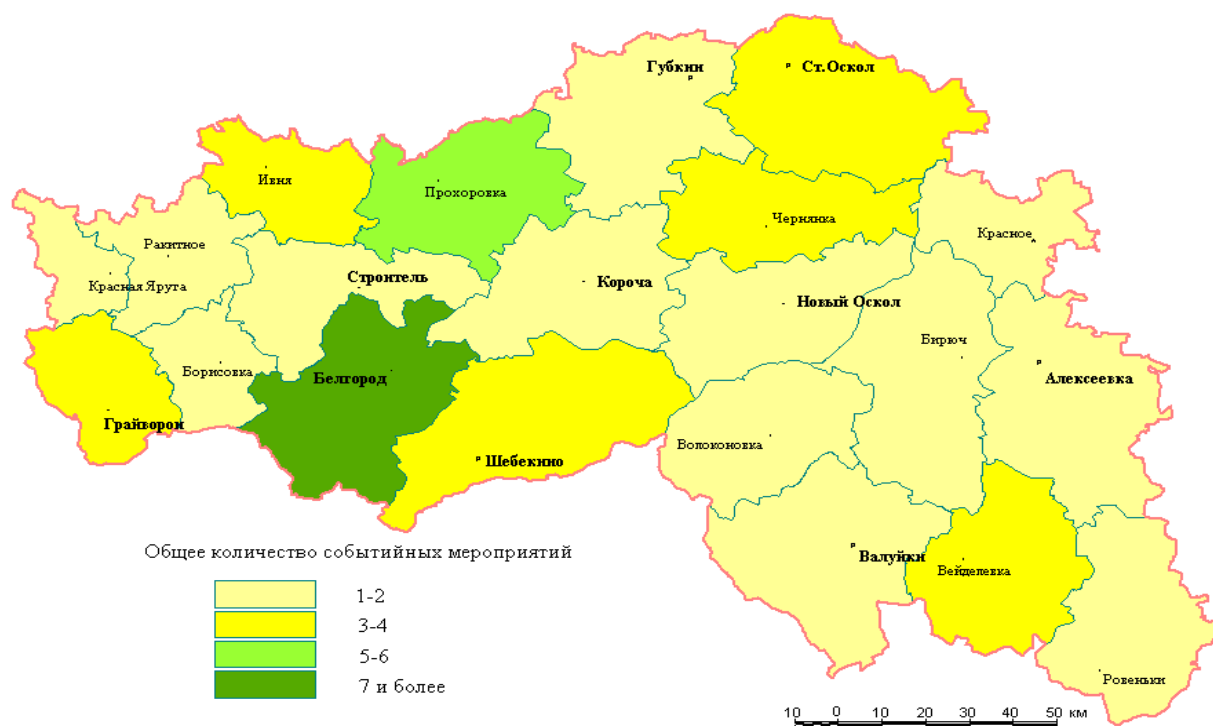 Губкин
Ст. Оскол
Ивня
Прохоровка
Чернянка
Красное
Ракитное
Красная Ярута
Строитель
Короча
Новый Оскол
Бирюч
Борисовка
Белгород
Алексеевка
Грайворон
Шебекино
Волоконовка
Валуйки
Вейделевка
Ровеньки
Общее количество событийных мероприятий
1-2
3-4
5-6
7 и более
10 0 10 20 30 40 50 км